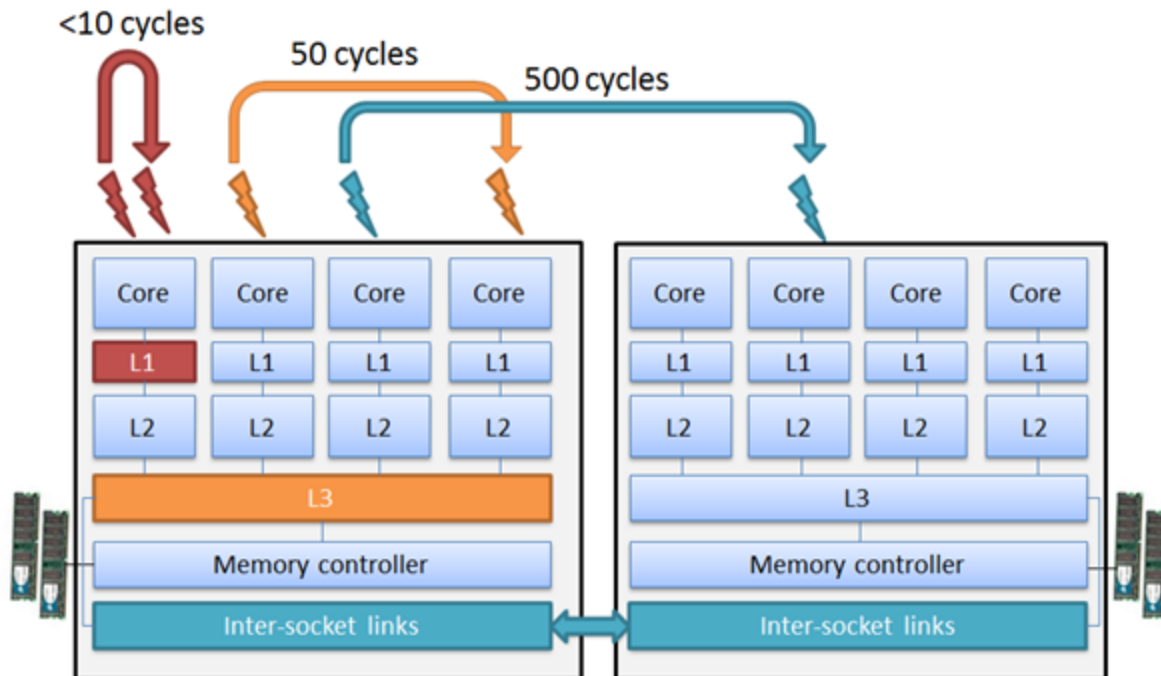 <10 cycles
50 cycles
500 cycles
Core Core Core Core
L1 L1 L1 L1
L2 L2 L2 L2
L3
Memory controller
Inter-socket links
Core Core Core Core
L1 L1 L1 L1
L2 L2 L2 L2
L3
Memory controller
Inter-socket links